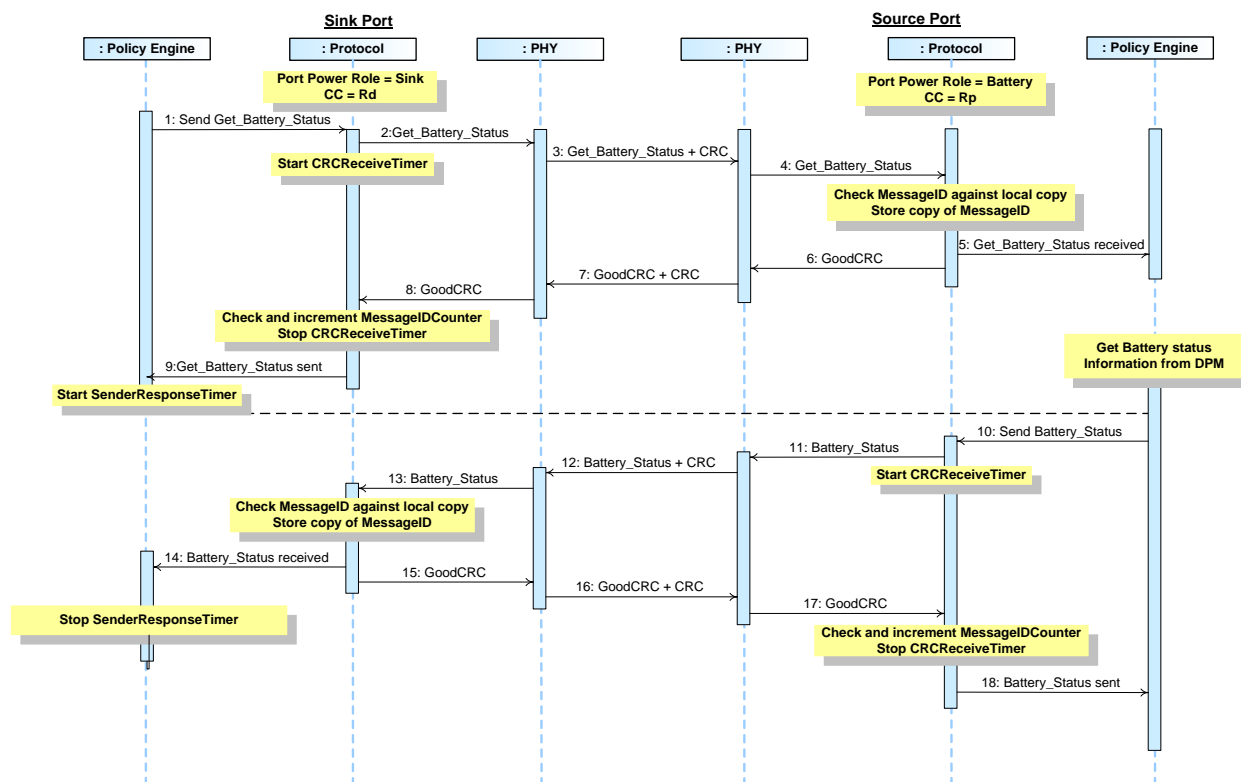 Sink Port
Source Port
: Policy Engine
: Protocol
: PHY
: PHY
: Protocol
: Policy Engine
Port Power Role = Sink
CC = Rd
Port Power Role = Battery
CC = Rp
1: Send Get_Battery_Status
2:Get_Battery_Status
Start CRCReceiveTimer
3: Get_Battery_Status + CRC
4: Get_Battery_Status
Check MessageID against local copy
Store copy of MessageID
5: Get_Battery_Status received
6: GoodCRC
7: GoodCRC + CRC
8: GoodCRC
Check and increment MessageIDCounter
Stop CRCReceiveTimer
9:Get_Battery_Status sent
Start SenderResponseTimer
Get Battery status
Information from DPM
10: Send Battery_Status
11: Battery_Status
Start CRCReceiveTimer
12: Battery_Status + CRC
13: Battery_Status
Check MessageID against local copy
Store copy of MessageID
14: Battery_Status received
15: GoodCRC
16: GoodCRC + CRC
17: GoodCRC
Stop SenderResponseTimer
Check and increment MessageIDCounter
Stop CRCReceiveTimer
18: Battery_Status sent